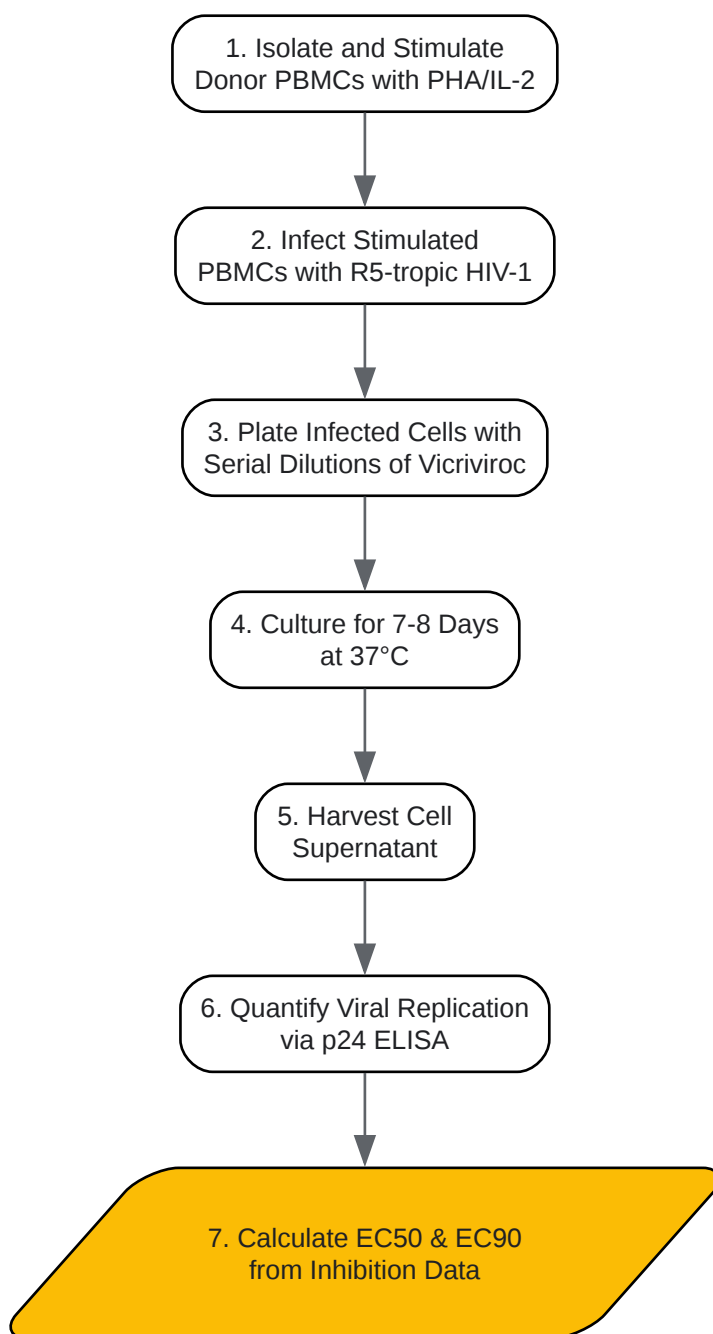 1. Isolate and Stimulate
Donor PBMCs with PHA/IL-2
2. Infect Stimulated
PBMCs with R5-tropic HIV-1
3. Plate Infected Cells with
Serial Dilutions of Vicriviroc
4. Culture for 7-8 Days
at 37°C
5. Harvest Cell
Supernatant
6. Quantify Viral Replication
via p24 ELISA
7. Calculate EC50 & EC90
from Inhibition Data